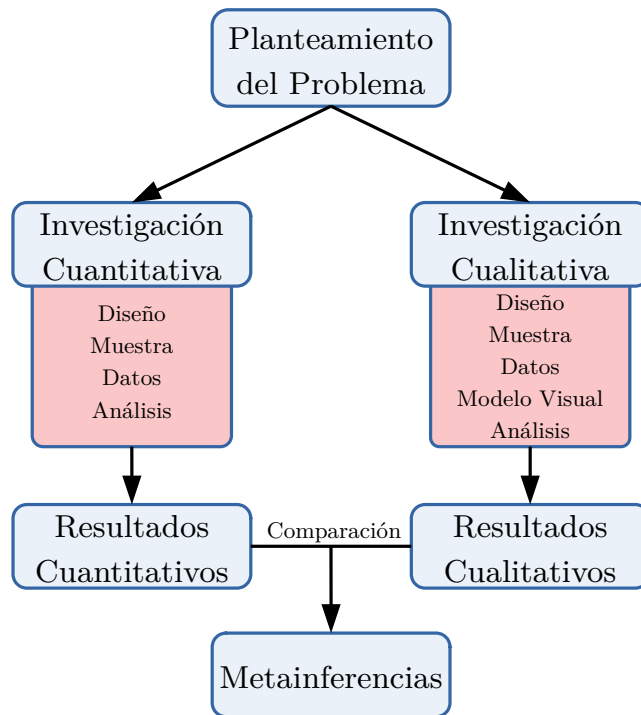 Planteamiento
del Problema
Investigación
Cuantitativa
Diseño
Muestra
Datos
Análisis
Investigación
Cualitativa
Diseño
Muestra
Datos
Modelo Visual
Análisis
Resultados
Cuantitativos
Comparación
Resultados
Cualitativos
Metainferencias